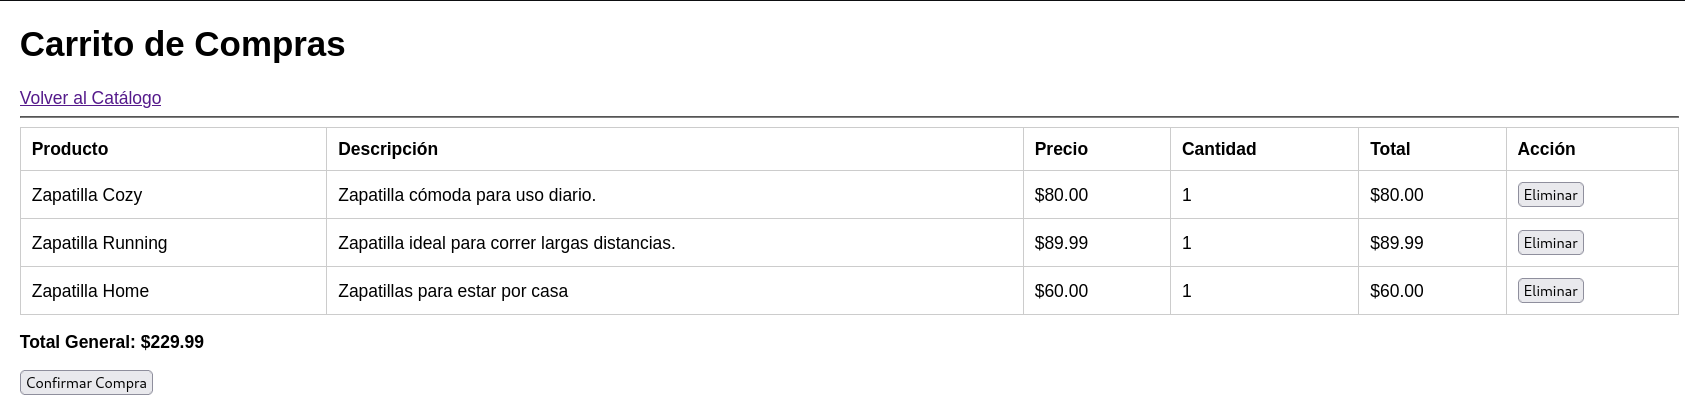 Carrito de Compras
Volver al Catálogo
Producto Descripción Precio Cantidad Total Acción
Zapatilla Cozy Zapatilla cómoda para uso diario. $80.00 1 $80.00 Eliminar
Zapatilla Running Zapatilla ideal para correr largas distancias. $89.99 1 $89.99 Eliminar
Zapatilla Home Zapatillas para estar por casa $60.00 1 $60.00 Eliminar
Total General: $229.99
Confirmar Compra